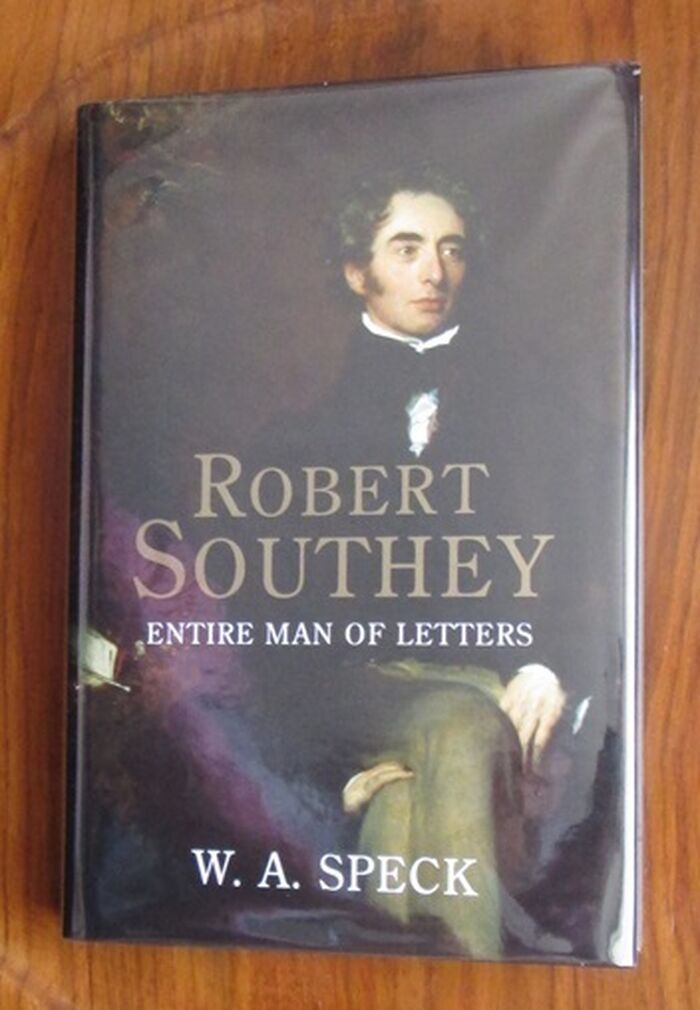 ROBERT
SOUTHEY
ENTIRE MAN OF LETTERS
W. A. SPECK